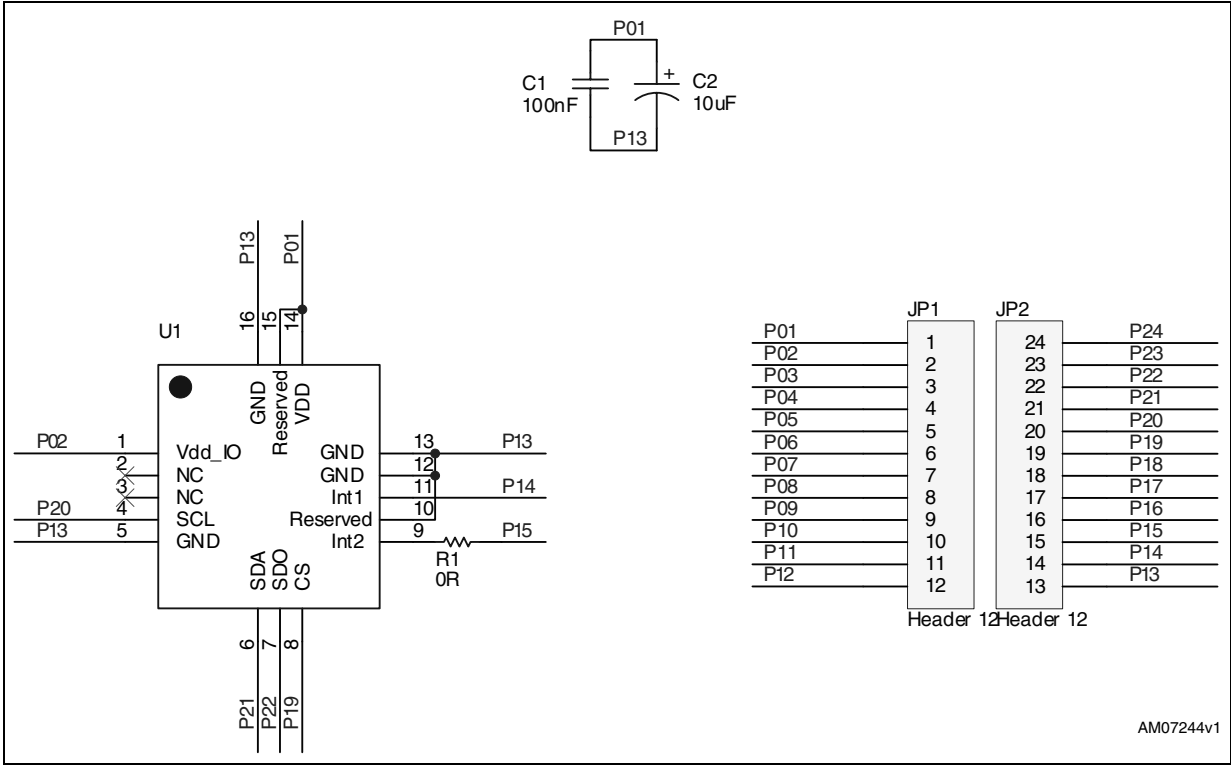 P01
C1
100nF
+
C2
10uF
P13
P13
P01
16
15
14
U1
GND
Reserved
VDD
P02 1 Vdd_IO
2 NC
3 NC
P20 4 SCL
P13 5 GND
GND 13 P13
GND 12
Int1 11 P14
Reserved 10
Int2 9 P15
R1
0R
SDA
SDO
CS
6
7
8
P21
P22
P19
JP1
P01 1
P02 2
P03 3
P04 4
P05 5
P06 6
P07 7
P08 8
P09 9
P10 10
P11 11
P12 12
Header 12
JP2
24 P24
23 P23
22 P22
21 P21
20 P20
19 P19
18 P18
17 P17
16 P16
15 P15
14 P14
13 P13
Header 12
AM07244v1